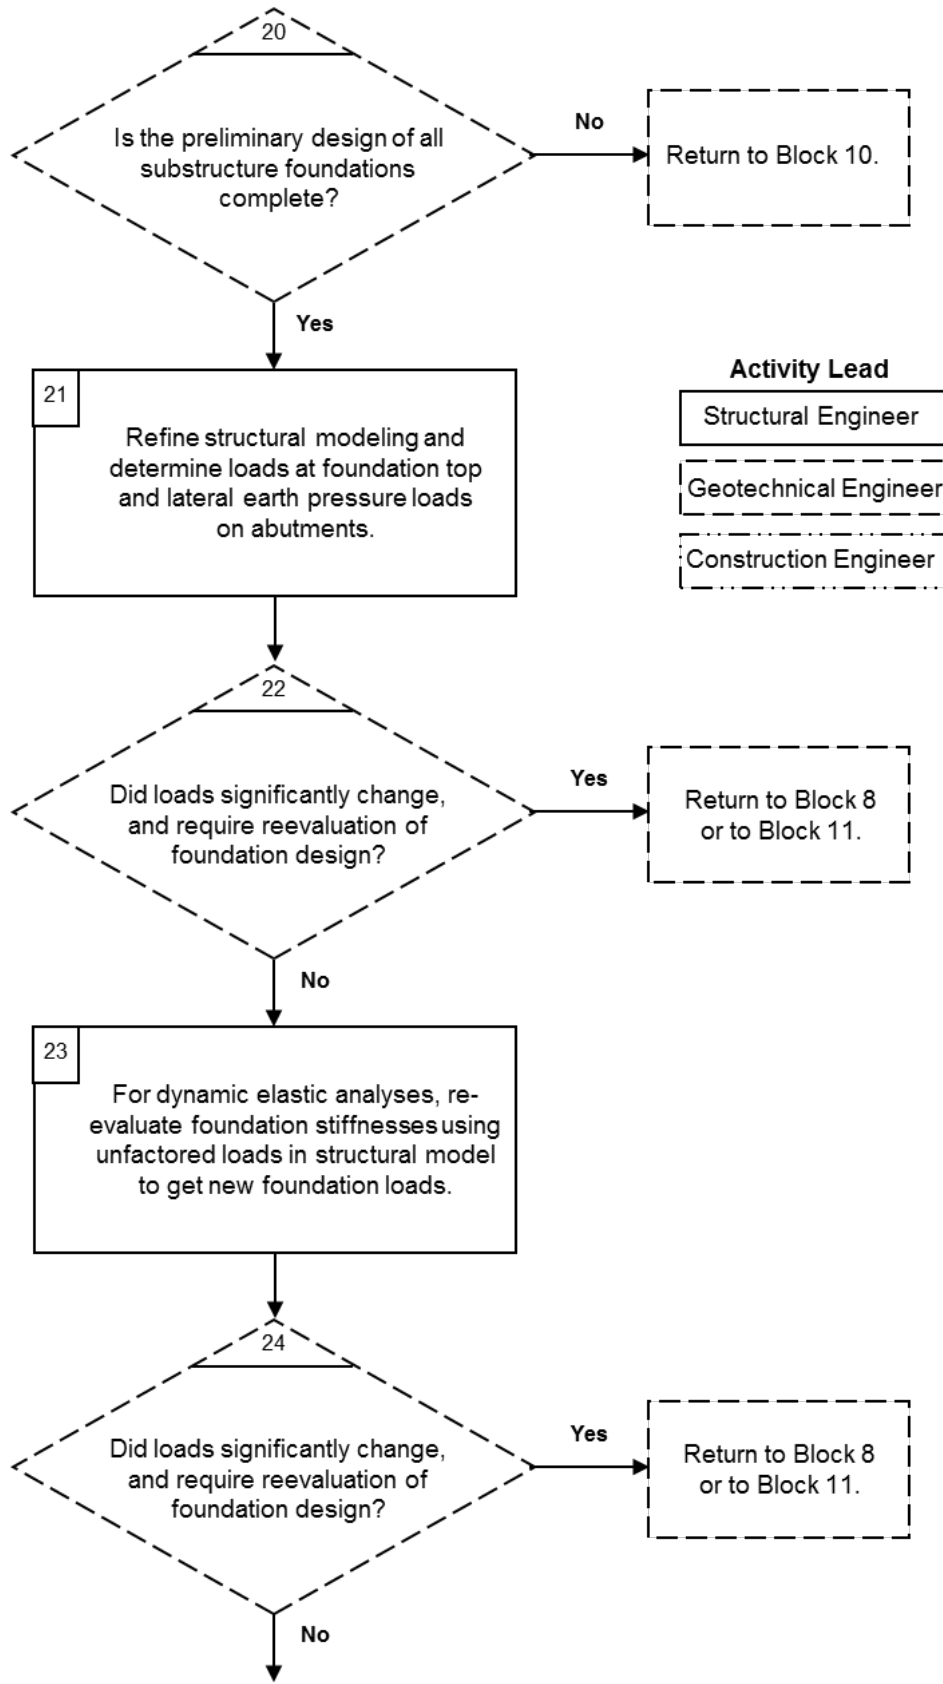 20
Is the preliminary design of all
substructure foundations
complete?
No
Return to Block 10.
Yes
21
Refine structural modeling and
determine loads at foundation top
and lateral earth pressure loads
on abutments.
Activity Lead
Structural Engineer
Geotechnical Engineer
Construction Engineer
22
Did loads significantly change,
and require reevaluation of
foundation design?
Yes
Return to Block 8
or to Block 11.
No
23
For dynamic elastic analyses, re-
evaluate foundation stiffnesses using
unfactored loads in structural model
to get new foundation loads.
24
Did loads significantly change,
and require reevaluation of
foundation design?
Yes
Return to Block 8
or to Block 11.
No